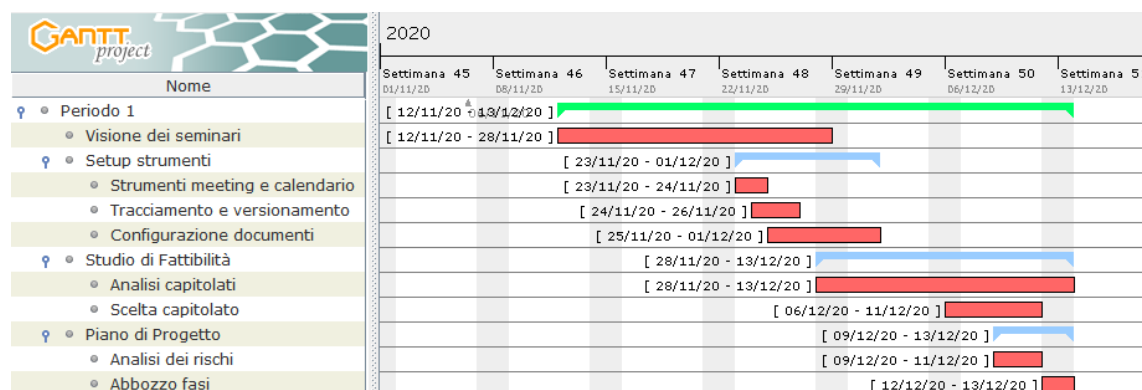 GANTT project
2020
Settimana 45 Settimana 46 Settimana 47 Settimana 48 Settimana 49 Settimana 50 Settimana 5
01/11/20 08/11/20 15/11/20 22/11/20 29/11/20 06/12/20 13/12/20
Nome
Periodo 1 [ 12/11/20 - 13/12/20 ]
Visione dei seminari [ 12/11/20 - 28/11/20 ]
Setup strumenti [ 23/11/20 - 01/12/20 ]
Strumenti meeting e calendario [ 23/11/20 - 24/11/20 ]
Tracciamento e versionamento [ 24/11/20 - 26/11/20 ]
Configurazione documenti [ 25/11/20 - 01/12/20 ]
Studio di Fattibilità [ 28/11/20 - 13/12/20 ]
Analisi capitolati [ 28/11/20 - 13/12/20 ]
Scelta capitolato [ 06/12/20 - 11/12/20 ]
Piano di Progetto [ 09/12/20 - 13/12/20 ]
Analisi dei rischi [ 09/12/20 - 11/12/20 ]
Abbozzo fasi [ 12/12/20 - 13/12/20 ]